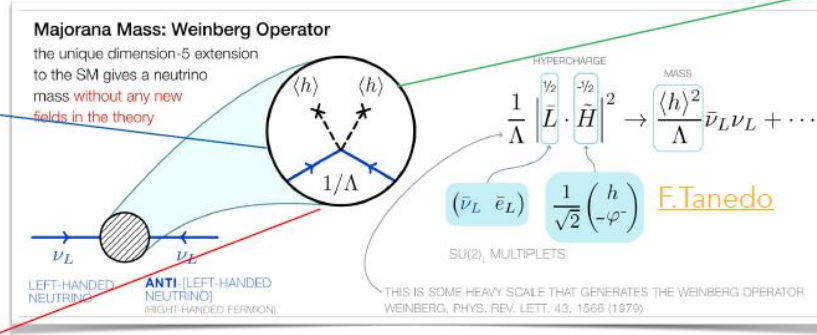 Majorana Mass: Weinberg Operator
the unique dimension-5 extension
to the SM gives a neutrino
mass without any new
fields in the theory
⟨h⟩ ⟨h⟩
1/Λ
ν_L ν_L
LEFT-HANDED
NEUTRINO
ANTI-[LEFT-HANDED
NEUTRINO]
(RIGHT-HANDED FERMION)
HYPERCHARGE
1/2 -1/2
MASS
1/Λ |L̄ · H̃|² → ⟨h⟩²/Λ ν̄_L ν_L + ···
(ν̄_L ē_L)
1/√2 (h -φ⁻)
F.Tanedo
SU(2)_L MULTIPLETS
THIS IS SOME HEAVY SCALE THAT GENERATES THE WEINBERG OPERATOR
WEINBERG, PHYS. REV. LETT. 43, 1566 (1979)